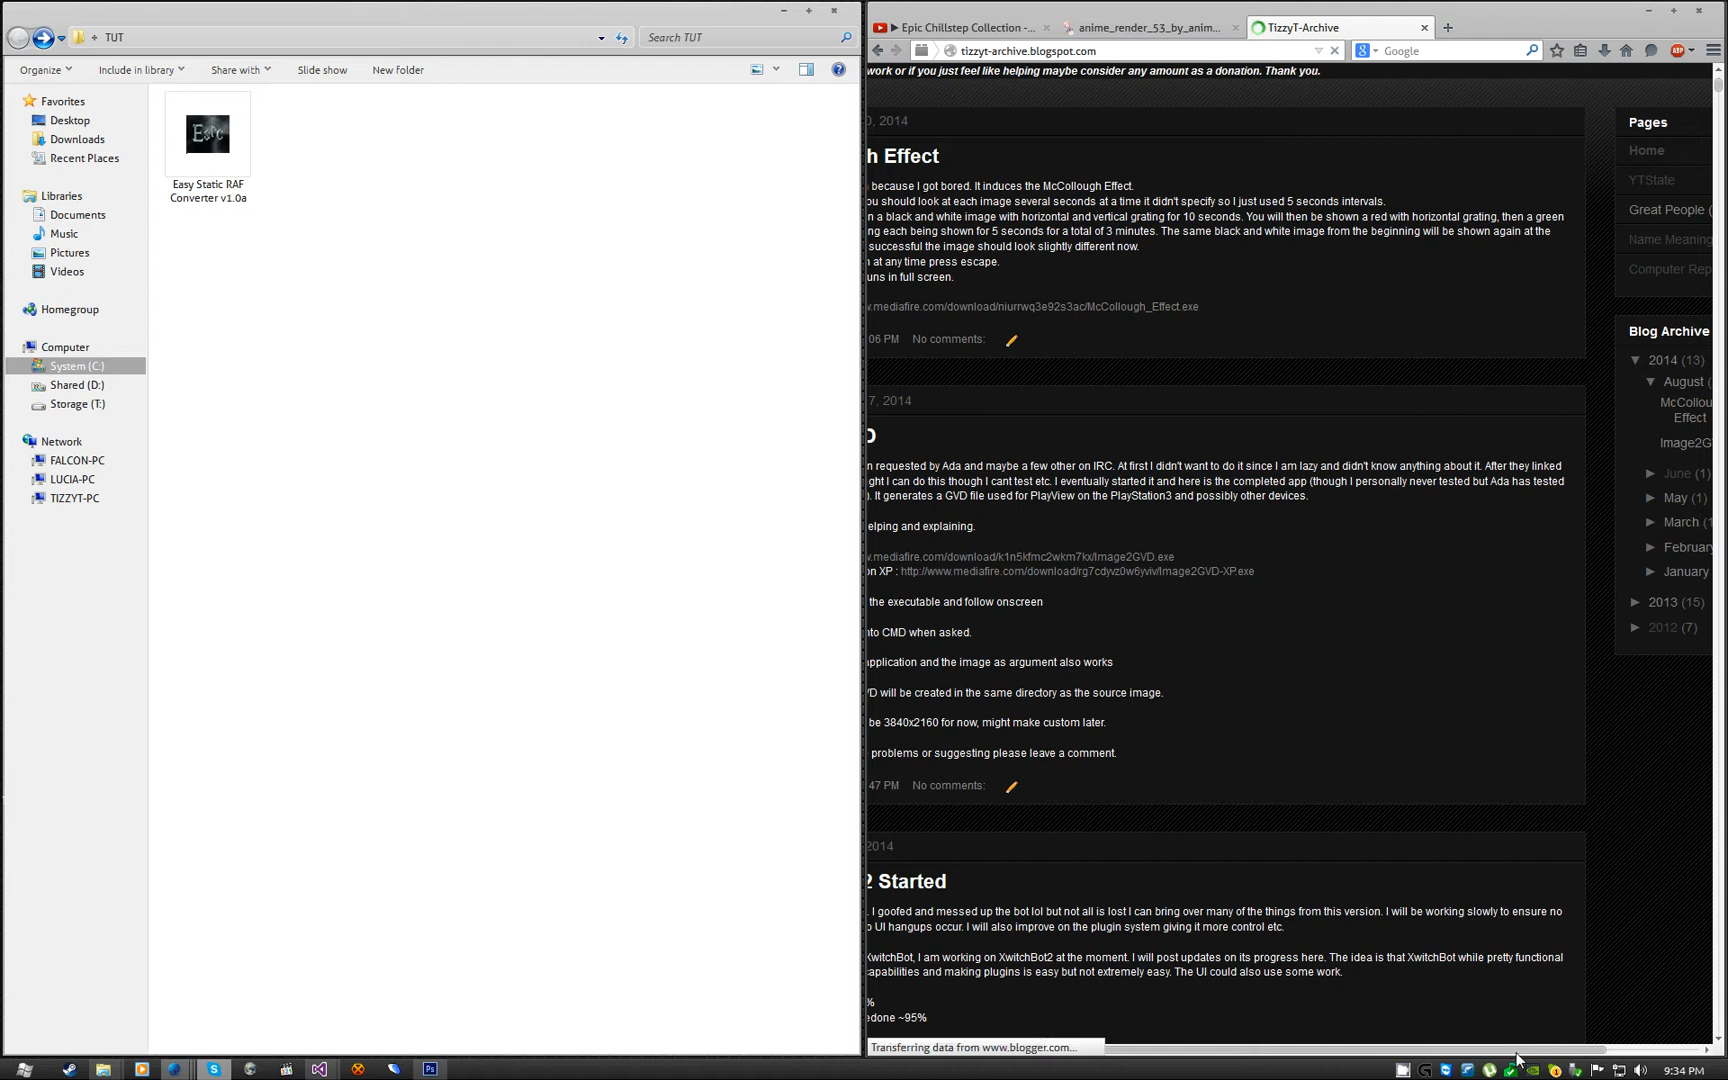 TUT
Search TUT
Organize
Include in library
Share with
Slide show
New folder
Favorites
Desktop
Downloads
Recent Places
Libraries
Documents
Music
Pictures
Videos
Homegroup
Computer
System (C:)
Shared (D:)
Storage (T:)
Network
FALCON-PC
LUCIA-PC
TIZZYT-PC
Easy Static RAF
Converter v1.0a
Epic Chillstep Collection -...
anime_render_53_by_anim...
TizzyT-Archive
tizzyt-archive.blogspot.com
Google
work or if you just feel like helping maybe consider any amount as a donation. Thank you.
0, 2014
h Effect
because I got bored. It induces the McCollough Effect.
ou should look at each image several seconds at a time it didn't specify so I just used 5 seconds intervals.
n a black and white image with horizontal and vertical grating for 10 seconds. You will then be shown a red with horizontal grating, then a green
ng each being shown for 5 seconds for a total of 3 minutes. The same black and white image from the beginning will be shown again at the
successful the image should look slightly different now.
n at any time press escape.
uns in full screen.
w.mediafire.com/download/niurrwq3e92s3ac/McCollough_Effect.exe
06 PM No comments:
7, 2014
D
n requested by Ada and maybe a few other on IRC. At first I didn't want to do it since I am lazy and didn't know anything about it. After they linked
ght I can do this though I cant test etc. I eventually started it and here is the completed app (though I personally never tested but Ada has tested
). It generates a GVD file used for PlayView on the PlayStation3 and possibly other devices.
elping and explaining.
w.mediafire.com/download/k1n5kfmc2wkm7kx/Image2GVD.exe
on XP : http://www.mediafire.com/download/rg7cdyvz0w6yviv/Image2GVD-XP.exe
the executable and follow onscreen
nto CMD when asked.
application and the image as argument also works
VD will be created in the same directory as the source image.
be 3840x2160 for now, might make custom later.
problems or suggesting please leave a comment.
47 PM No comments:
2014
2 Started
I goofed and messed up the bot lol but not all is lost I can bring over many of the things from this version. I will be working slowly to ensure no
o UI hangups occur. I will also improve on the plugin system giving it more control etc.
XwitchBot, I am working on XwitchBot2 at the moment. I will post updates on its progress here. The idea is that XwitchBot while pretty functional
capabilities and making plugins is easy but not extremely easy. The UI could also use some work.
%
edone ~95%
Transferring data from www.blogger.com...
Pages
Home
YTState
Great People (
Name Meaning
Computer Rep
Blog Archive
2014 (13)
August (
McCollou
Effect
Image2G
June (1)
May (1)
March (
Februar
January
2013 (15)
2012 (7)
9:34 PM